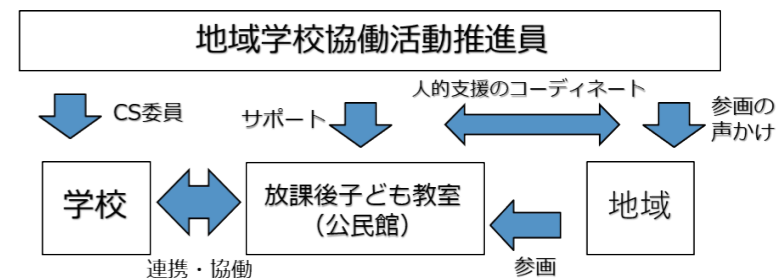 地域学校協働活動推進員
人的支援のコーディネート
CS委員
サポート
参画の
声かけ
学校
放課後子ども教室
（公民館）
地域
連携・協働
参画